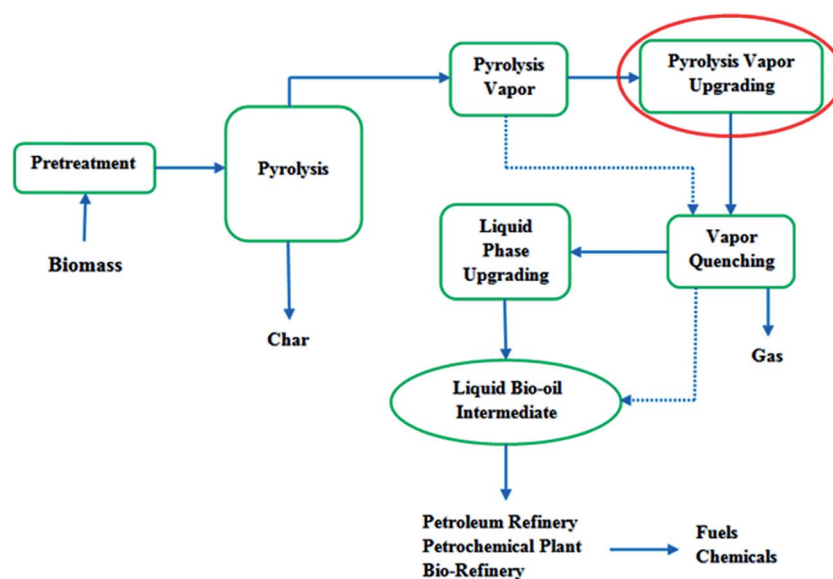 Pyrolysis
Vapor
Pyrolysis Vapor
Upgrading
Pretreatment
Pyrolysis
Biomass
Liquid
Phase
Upgrading
Vapor
Quenching
Char
Gas
Liquid Bio-oil
Intermediate
Petroleum Refinery
Petrochemical Plant
Bio-Refinery
Fuels
Chemicals